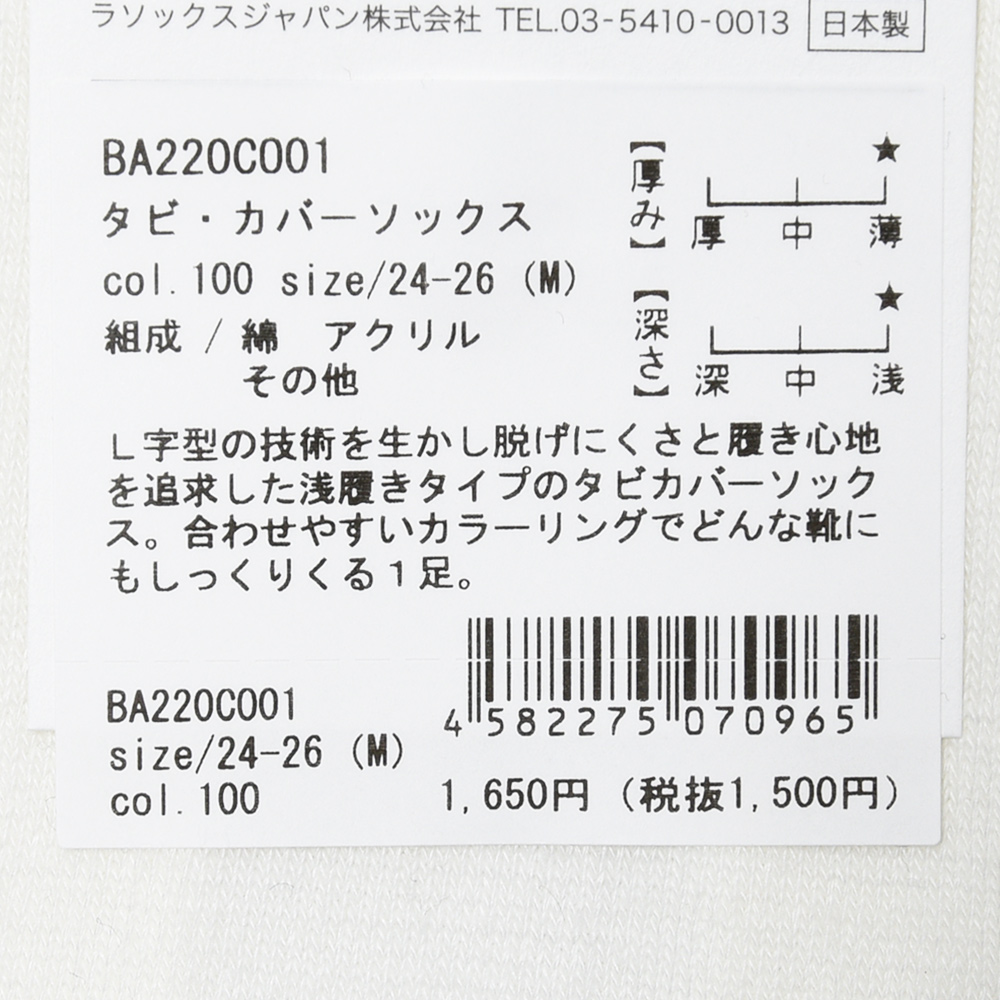 ラソックスジャパン株式会社 TEL.03-5410-0013 日本製
BA220C001
タビ・カバーソックス
col.100 size/24-26 (M)
組成 / 綿 アクリル
その他
【厚み】
★
厚 中 薄
【深さ】
★
深 中 浅
L字型の技術を生かし脱げにくさと履き心地
を追求した浅履きタイプのタビカバーソック
ス。合わせやすいカラーリングでどんな靴に
もしっくりくる1足。
4 582275 070965
BA220C001
size/24-26 (M)
col.100
1,650円 (税抜1,500円)